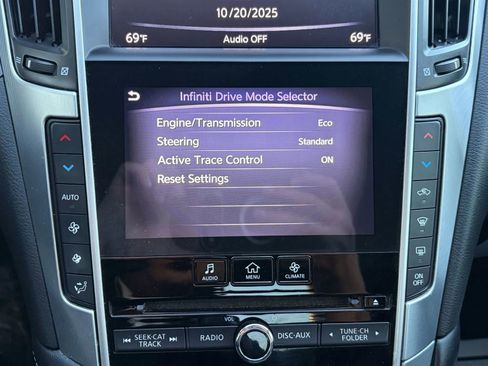 10/20/2025
69°F Audio OFF 69°F
Infiniti Drive Mode Selector
Engine/Transmission Eco
Steering Standard
Active Trace Control ON
Reset Settings
AUTO
ON
OFF
AUDIO MENU CLIMATE
VOL
SEEK·CAT
TRACK
RADIO
DISC·AUX
TUNE·CH
FOLDER